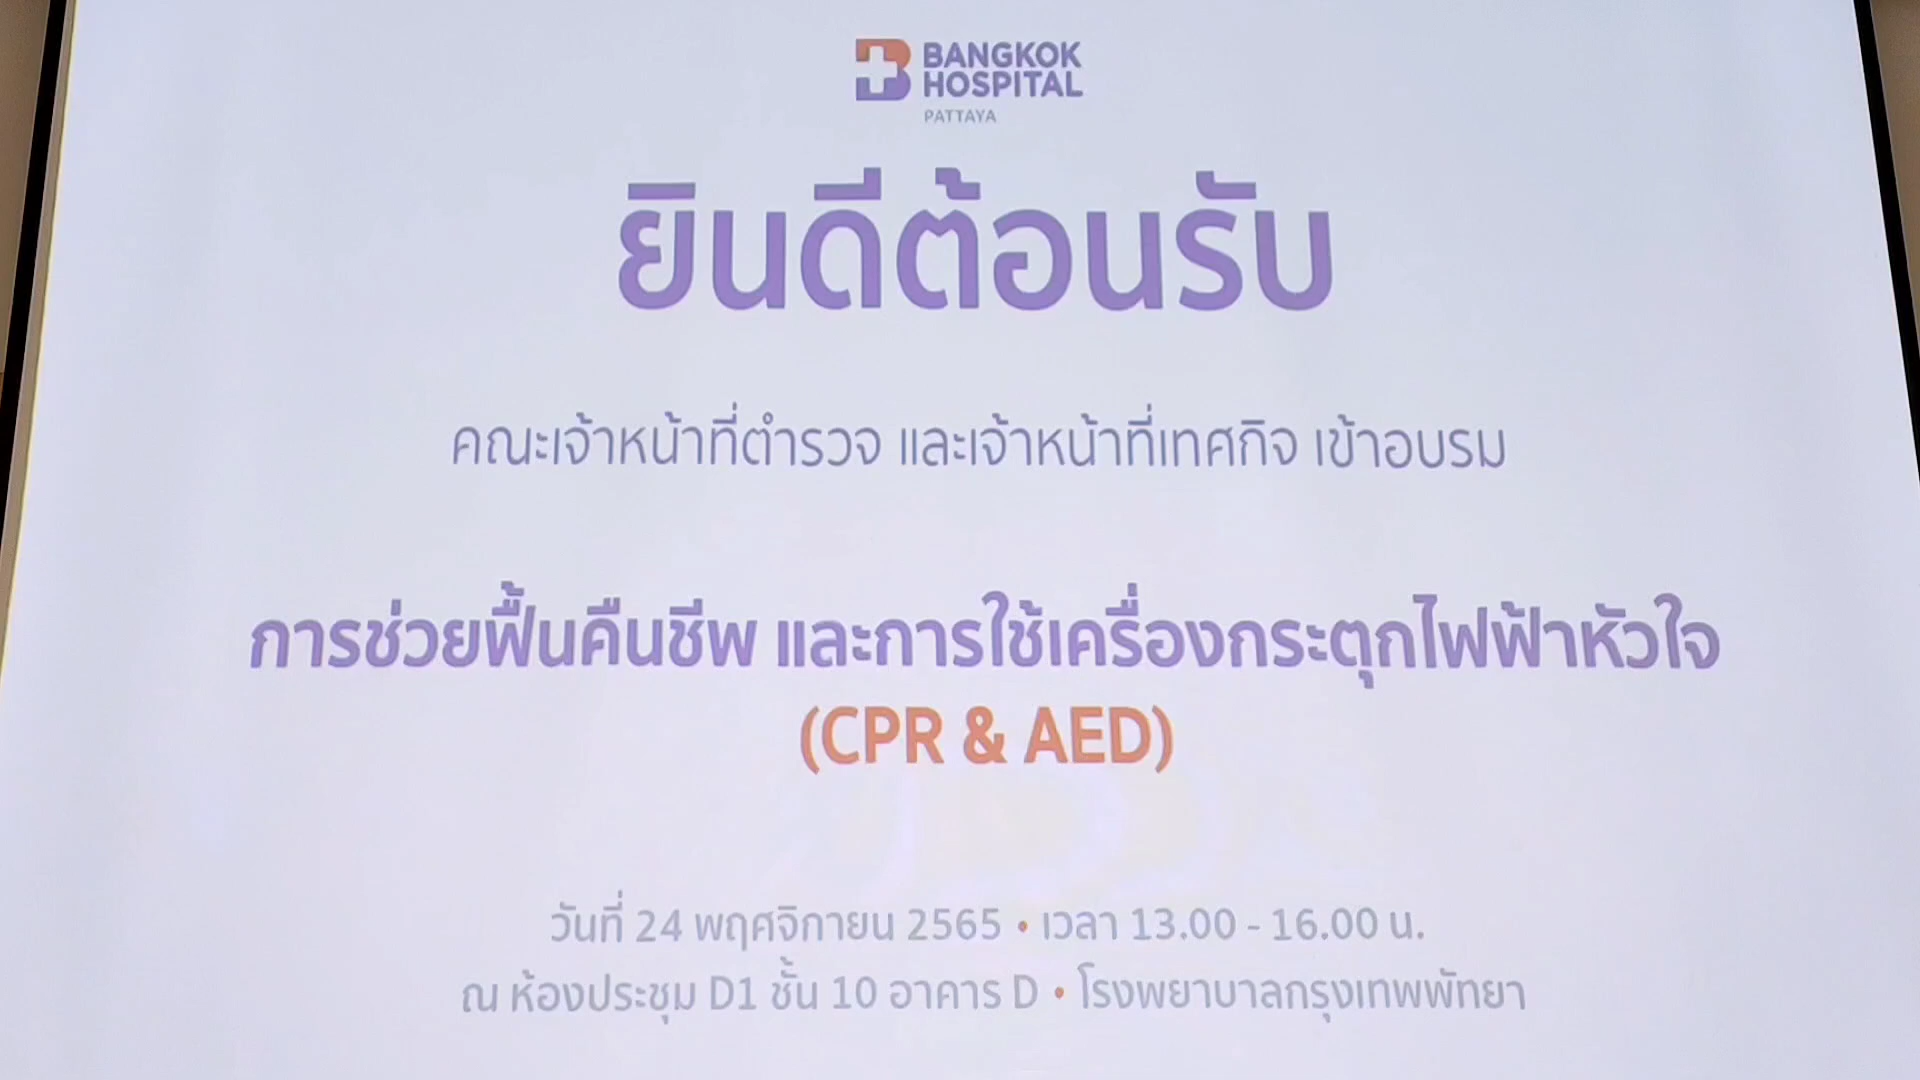 BANGKOK
HOSPITAL
PATTAYA
ยินดีต้อนรับ
คณะเจ้าหน้าที่ตำรวจ และเจ้าหน้าที่เทศกิจ เข้าอบรม
การช่วยฟื้นคืนชีพ และการใช้เครื่องกระตุกไฟฟ้าหัวใจ
(CPR & AED)
วันที่ 24 พฤศจิกายน 2565 • เวลา 13.00 - 16.00 น.
ณ ห้องประชุม D1 ชั้น 10 อาคาร D • โรงพยาบาลกรุงเทพพัทยา